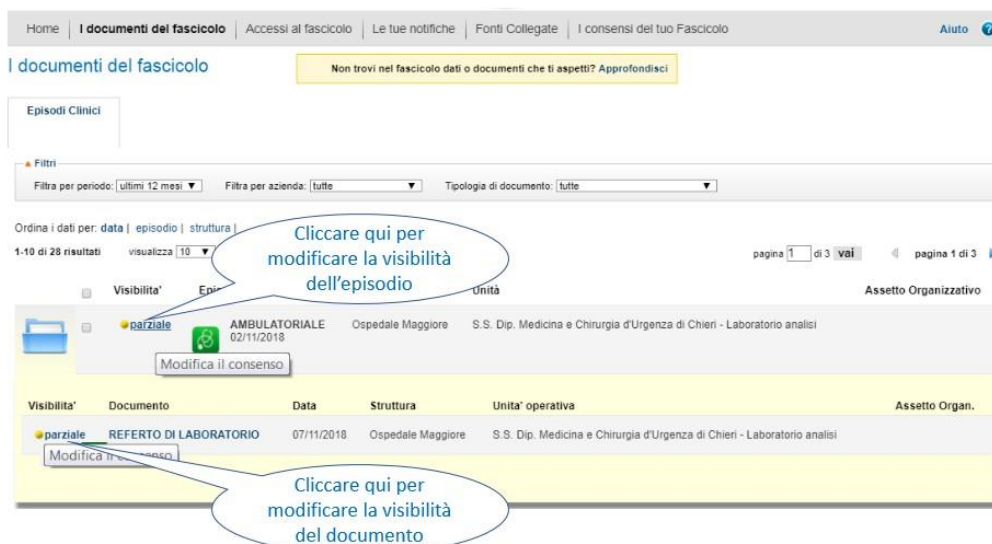 Home | I documenti del fascicolo | Accessi al fascicolo | Le tue notifiche | Fonti Collegate | I consensi del tuo Fascicolo Aiuto ?
I documenti del fascicolo
Non trovi nel fascicolo dati o documenti che ti aspetti? Approfondisci
Episodi Clinici
Filtri
Filtra per periodo: ultimi 12 mesi Filtra per azienda: tutte Tipologia di documento: tutte
Ordina i dati per: data | episodio | struttura |
1-10 di 28 risultati visualizza 10 pagina 1 di 3 vai pagina 1 di 3
Cliccare qui per
modificare la visibilità
dell'episodio
Visibilita' Unità Assetto Organizzativo
parziale AMBULATORIALE Ospedale Maggiore S.S. Dip. Medicina e Chirurgia d'Urgenza di Chieri - Laboratorio analisi
02/11/2018
Modifica il consenso
Visibilita' Documento Data Struttura Unita' operativa Assetto Organ.
parziale REFERTO DI LABORATORIO 07/11/2018 Ospedale Maggiore S.S. Dip. Medicina e Chirurgia d'Urgenza di Chieri - Laboratorio analisi
Modifica il consenso
Cliccare qui per
modificare la visibilità
del documento